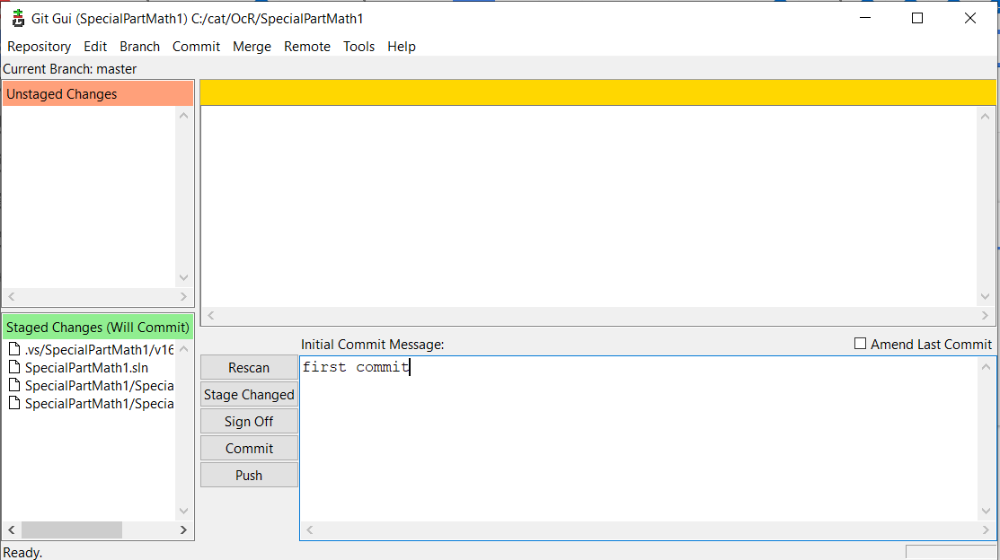 Git Gui (SpecialPartMath1) C:/cat/OcR/SpecialPartMath1
Repository Edit Branch Commit Merge Remote Tools Help
Current Branch: master
Unstaged Changes
Staged Changes (Will Commit)
.vs/SpecialPartMath1/v16
SpecialPartMath1.sln
SpecialPartMath1/Specia
SpecialPartMath1/Specia
Initial Commit Message:
Amend Last Commit
first commit
Rescan
Stage Changed
Sign Off
Commit
Push
Ready.